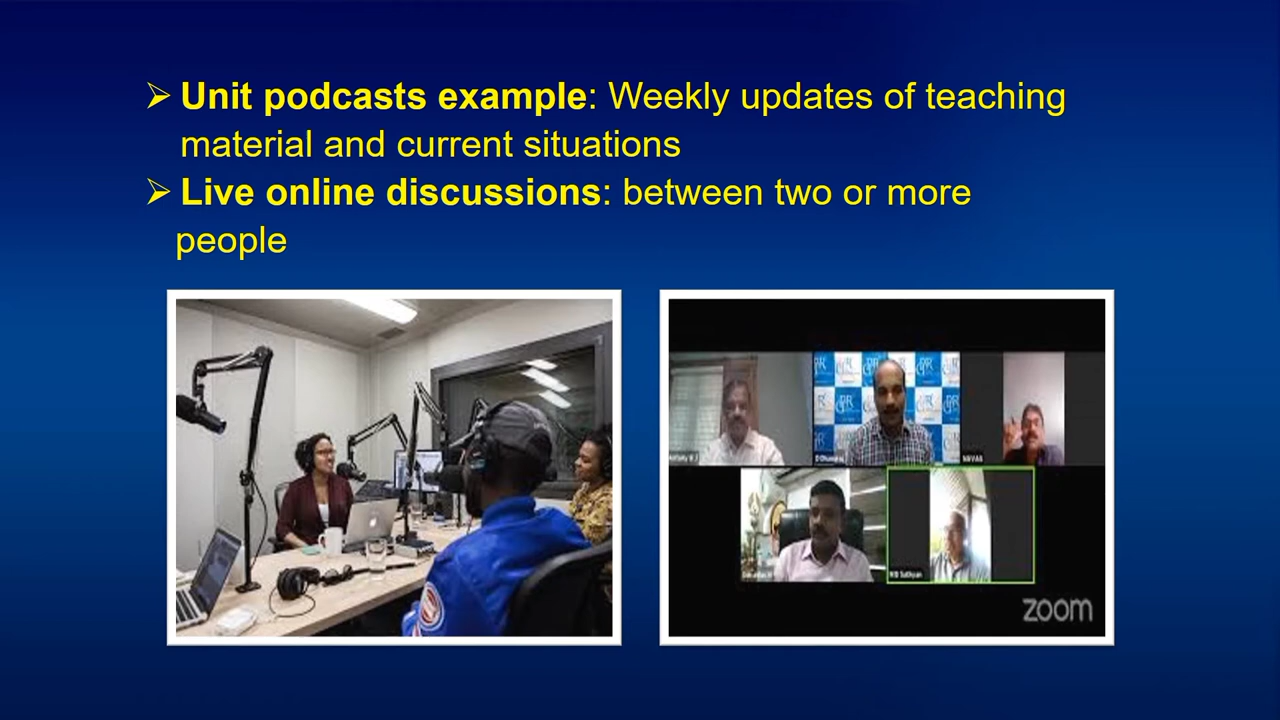 ➢ Unit podcasts example: Weekly updates of teaching
material and current situations
➢ Live online discussions: between two or more
people
zoom